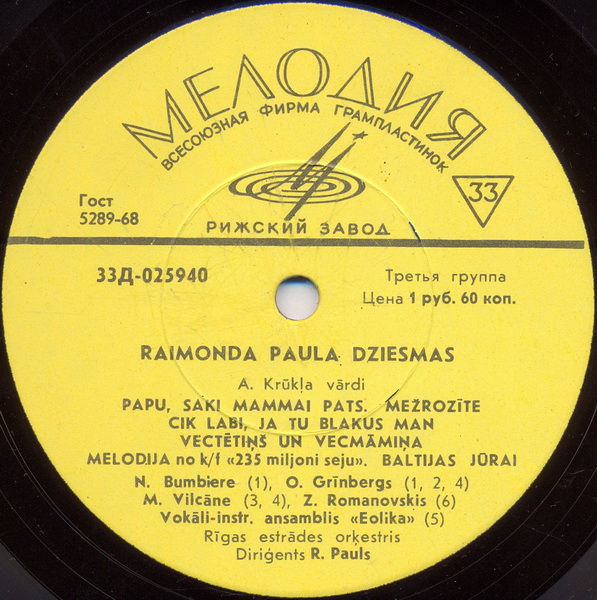 МЕЛОДИЯ
ВСЕСОЮЗНАЯ ФИРМА ГРАМПЛАСТИНОК
33
Гост
5289-68
РИЖСКИЙ ЗАВОД
33Д-025940
Третья группа
Цена 1 руб. 60 коп.
RAIMONDA PAULA DZIESMAS
A. Krūkļa vārdi
PAPU, SAKI MAMMAI PATS. MEŽROZĪTE
CIK LABI, JA TU BLAKUS MAN
VECTĒTIŅŠ UN VECMĀMIŅA
MELODIJA no k/f «235 miljoni seju». BALTIJAS JŪRAI
N. Bumbiere (1), O. Grīnbergs (1, 2, 4)
M. Vilcāne (3, 4), Z. Romanovskis (6)
Vokāli-instr. ansamblis «Eolika» (5)
Rīgas estrādes orķestris
Diriģents R. Pauls